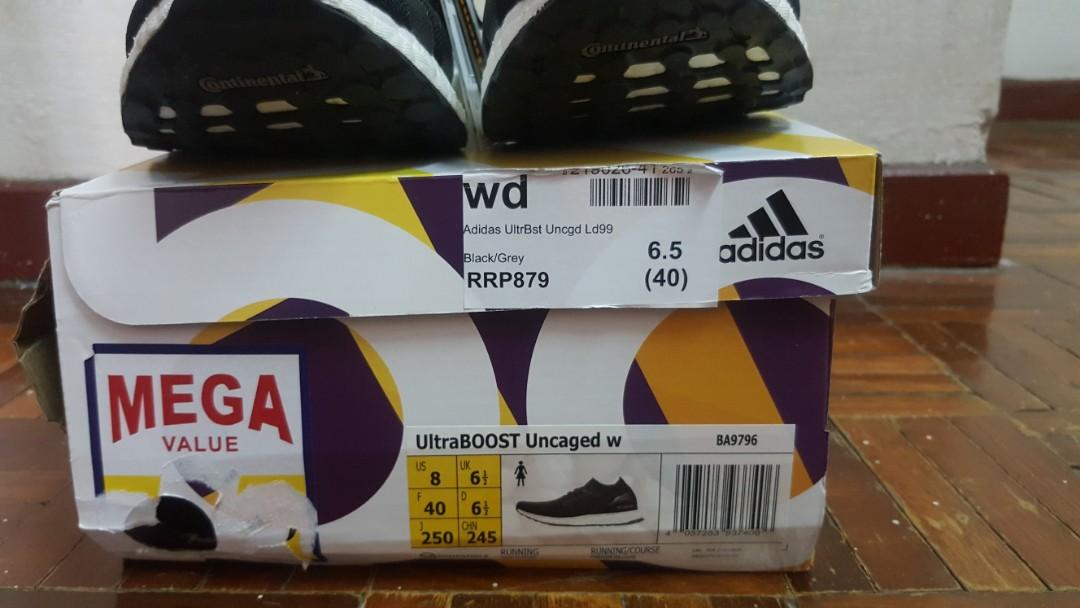 Continental
Continental
wd
Adidas UltrBst Uncgd Ld99
Black/Grey
6.5
RRP879
(40)
adidas
MEGA
VALUE
UltraBOOST Uncaged w
BA9796
US
8
UK
6½
F
40
D
6½
J
250
CHN
245
Continental
RUNNING
RUNNING/COURSE